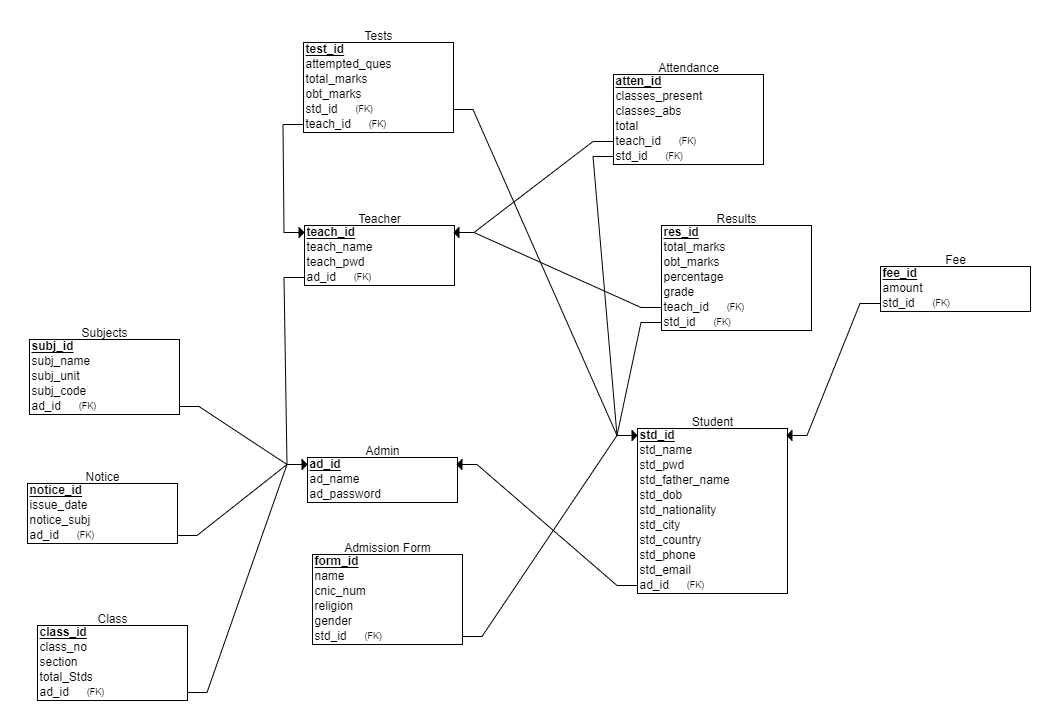 Tests
test_id
attempted_ques
total_marks
obt_marks
std_id (FK)
teach_id (FK)
Attendance
atten_id
classes_present
classes_abs
total
teach_id (FK)
std_id (FK)
Teacher
teach_id
teach_name
teach_pwd
ad_id (FK)
Results
res_id
total_marks
obt_marks
percentage
grade
teach_id (FK)
std_id (FK)
Fee
fee_id
amount
std_id (FK)
Subjects
subj_id
subj_name
subj_unit
subj_code
ad_id (FK)
Admin
ad_id
ad_name
ad_password
Student
std_id
std_name
std_pwd
std_father_name
std_dob
std_nationality
std_city
std_country
std_phone
std_email
ad_id (FK)
Notice
notice_id
issue_date
notice_subj
ad_id (FK)
Admission Form
form_id
name
cnic_num
religion
gender
std_id (FK)
Class
class_id
class_no
section
total_Stds
ad_id (FK)